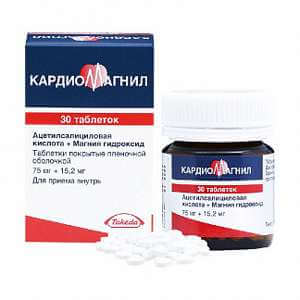 КАРДИОМАГНИЛ
30 таблеток
Ацетилсалициловая
кислота + Магния гидроксид
Таблетки покрытые пленочной
оболочкой
75 мг + 15,2 мг
Для приема внутрь
Takeda
КАРДИОМАГНИЛ
30 таблеток
Ацетилсалициловая
кислота + Магния гидроксид
75 мг + 15,2 мг